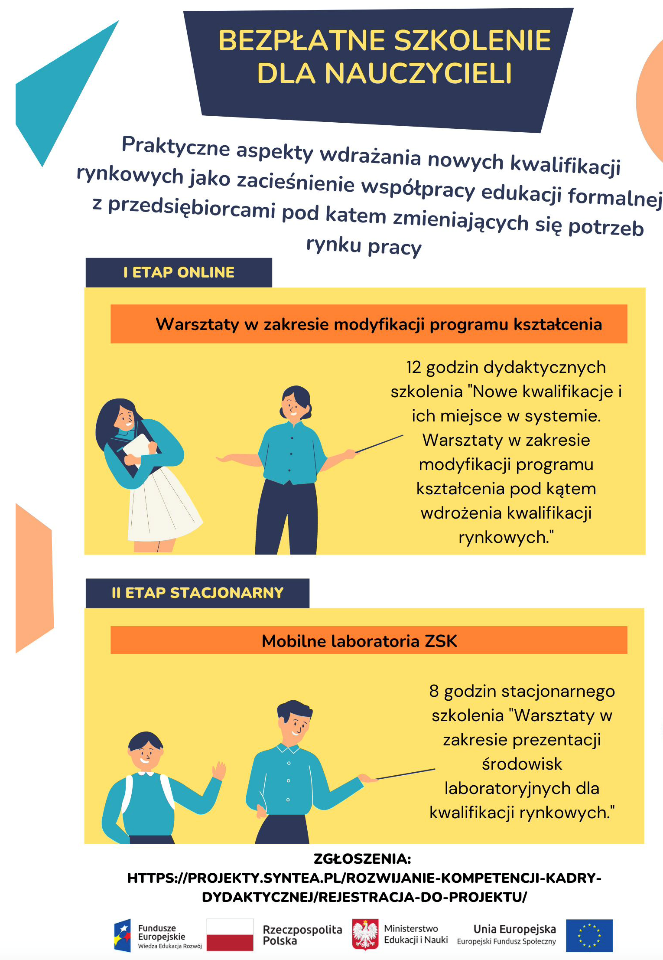 BEZPŁATNE SZKOLENIE
DLA NAUCZYCIELI
Praktyczne aspekty wdrażania nowych kwalifikacji
rynkowych jako zacieśnienie współpracy edukacji formalnej
z przedsiębiorcami pod katem zmieniających się potrzeb
rynku pracy
I ETAP ONLINE
Warsztaty w zakresie modyfikacji programu kształcenia
12 godzin dydaktycznych
szkolenia "Nowe kwalifikacje i
ich miejsce w systemie.
Warsztaty w zakresie
modyfikacji programu
kształcenia pod kątem
wdrożenia kwalifikacji
rynkowych."
II ETAP STACJONARNY
Mobilne laboratoria ZSK
8 godzin stacjonarnego
szkolenia "Warsztaty w
zakresie prezentacji
środowisk
laboratoryjnych dla
kwalifikacji rynkowych."
ZGŁOSZENIA:
HTTPS://PROJEKTY.SYNTEA.PL/ROZWIJANIE-KOMPETENCJI-KADRY-
DYDAKTYCZNEJ/REJESTRACJA-DO-PROJEKTU/
Fundusze
Europejskie
Wiedza Edukacja Rozwój
Rzeczpospolita
Polska
Ministerstwo
Edukacji i Nauki
Unia Europejska
Europejski Fundusz Społeczny